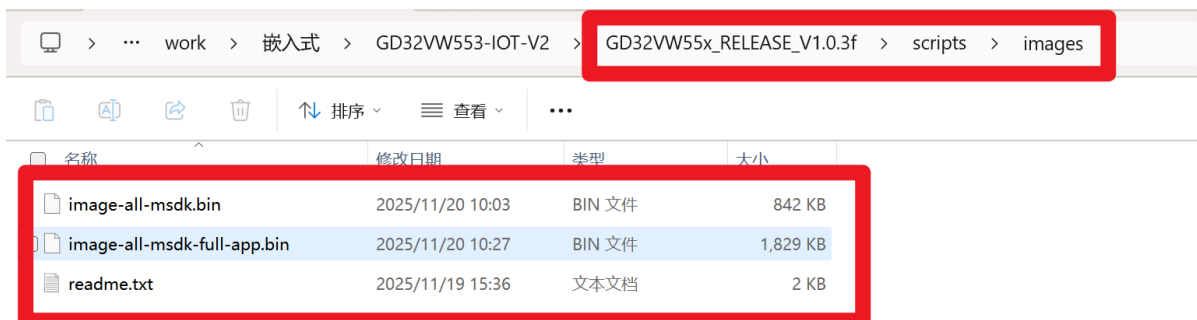 > ... work > 嵌入式 > GD32VW553-IOT-V2 > GD32VW55x_RELEASE_V1.0.3f > scripts > images
排序 查看 ...
名称 修改日期 类型 大小
image-all-msdk.bin 2025/11/20 10:03 BIN 文件 842 KB
image-all-msdk-full-app.bin 2025/11/20 10:27 BIN 文件 1,829 KB
readme.txt 2025/11/19 15:36 文本文档 2 KB